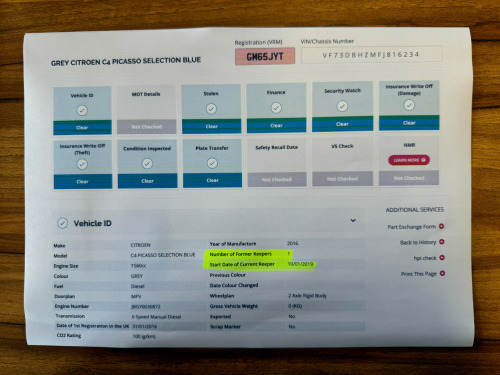 Registration (VRM) VIN/Chassis Number
GREY CITROEN C4 PICASSO SELECTION BLUE GM65JYT VF73DBHZMFJ816234
Vehicle ID MOT Details Stolen Finance Security Watch Insurance Write Off (Damage)
Clear Not Checked Clear Clear Clear Clear
Insurance Write Off (Theft) Condition Inspected Plate Transfer Safety Recall Data V5 Check NMR
LEARN MORE
Clear Clear Clear Not Checked Not Checked Not Checked
Vehicle ID
ADDITIONAL SERVICES
Part Exchange Form
Back to History
hpi check
Print This Page
Make CITROEN Year of Manufacture 2016
Model C4 PICASSO SELECTION BLUE Number of Former Keepers 1
Engine Size 1560cc Start Date of Current Keeper 10/01/2019
Colour GREY Previous Colour
Fuel Diesel Date Colour Changed
Doorplan MPV Wheelplan 2 Axle Rigid Body
Engine Number Gross Vehicle Weight 0 (KG)
Transmission 6 Speed Manual Diesel Exported No
Date of 1st Registration in the UK 31/01/2016 Scrap Marker No
CO2 Rating 100 (g/km)